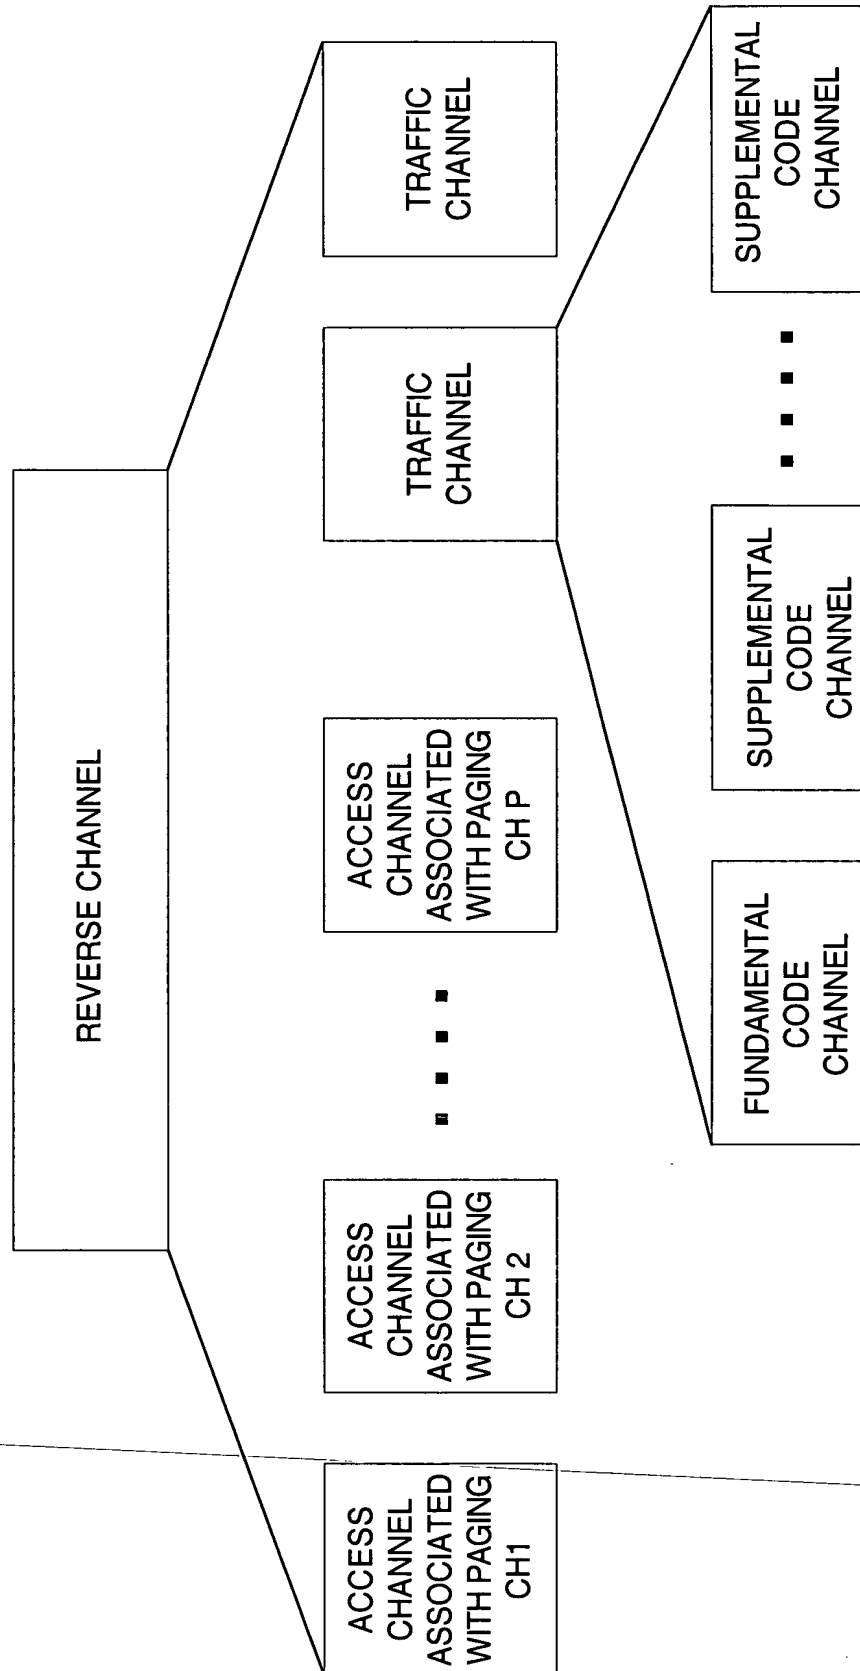 REVERSE CHANNEL
ACCESS
CHANNEL
ASSOCIATED
WITH PAGING
CH1
ACCESS
CHANNEL
ASSOCIATED
WITH PAGING
CH 2
ACCESS
CHANNEL
ASSOCIATED
WITH PAGING
CH P
TRAFFIC
CHANNEL
TRAFFIC
CHANNEL
FUNDAMENTAL
CODE
CHANNEL
SUPPLEMENTAL
CODE
CHANNEL
SUPPLEMENTAL
CODE
CHANNEL